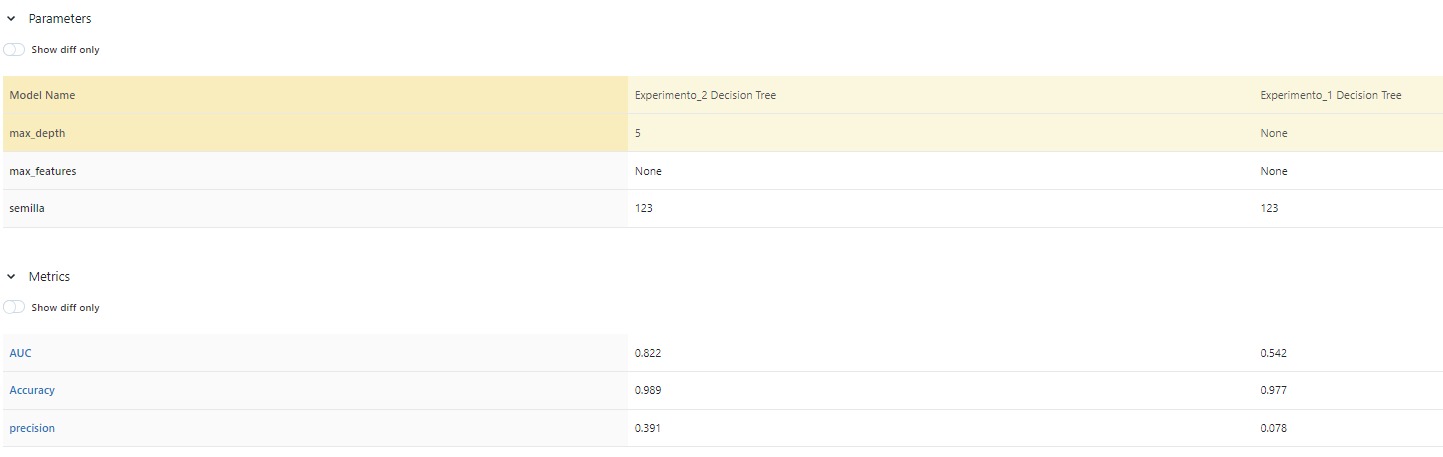 Parameters
Show diff only
Model Name Experimento_2 Decision Tree Experimento_1 Decision Tree
max_depth 5 None
max_features None None
semilla 123 123
Metrics
Show diff only
AUC 0.822 0.542
Accuracy 0.989 0.977
precision 0.391 0.078